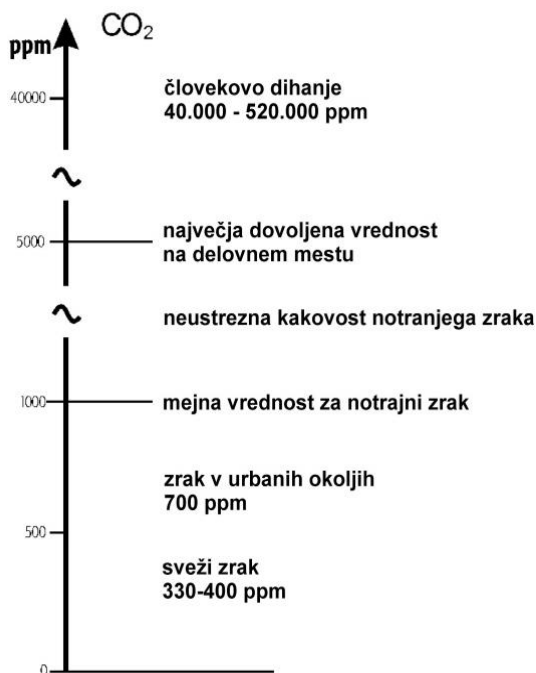 CO2
ppm
človekovo dihanje
40000
40.000 - 520.000 ppm
največja dovoljena vrednost
5000
na delovnem mestu
neustrezna kakovost notranjega zraka
1000
mejna vrednost za notrajni zrak
zrak v urbanih okoljih
700 ppm
500
sveži zrak
330-400 ppm
0